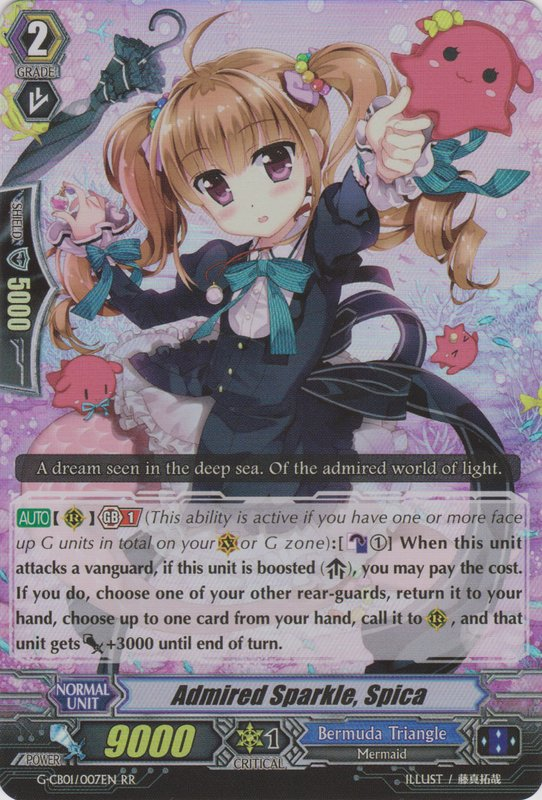 2
GRADE
SHIELD
5000
A dream seen in the deep sea. Of the admired world of light.
AUTO [ R ] GB 1 (This ability is active if you have one or more face
up G units in total on your V or G zone):[ ①] When this unit
attacks a vanguard, if this unit is boosted ( ), you may pay the cost.
If you do, choose one of your other rear-guards, return it to your
hand, choose up to one card from your hand, call it to R , and that
unit gets +3000 until end of turn.
NORMAL
UNIT
Admired Sparkle, Spica
POWER
9000
1
CRITICAL
Bermuda Triangle
Mermaid
G-CB01/007EN RR
ILLUST / 藤真拓哉